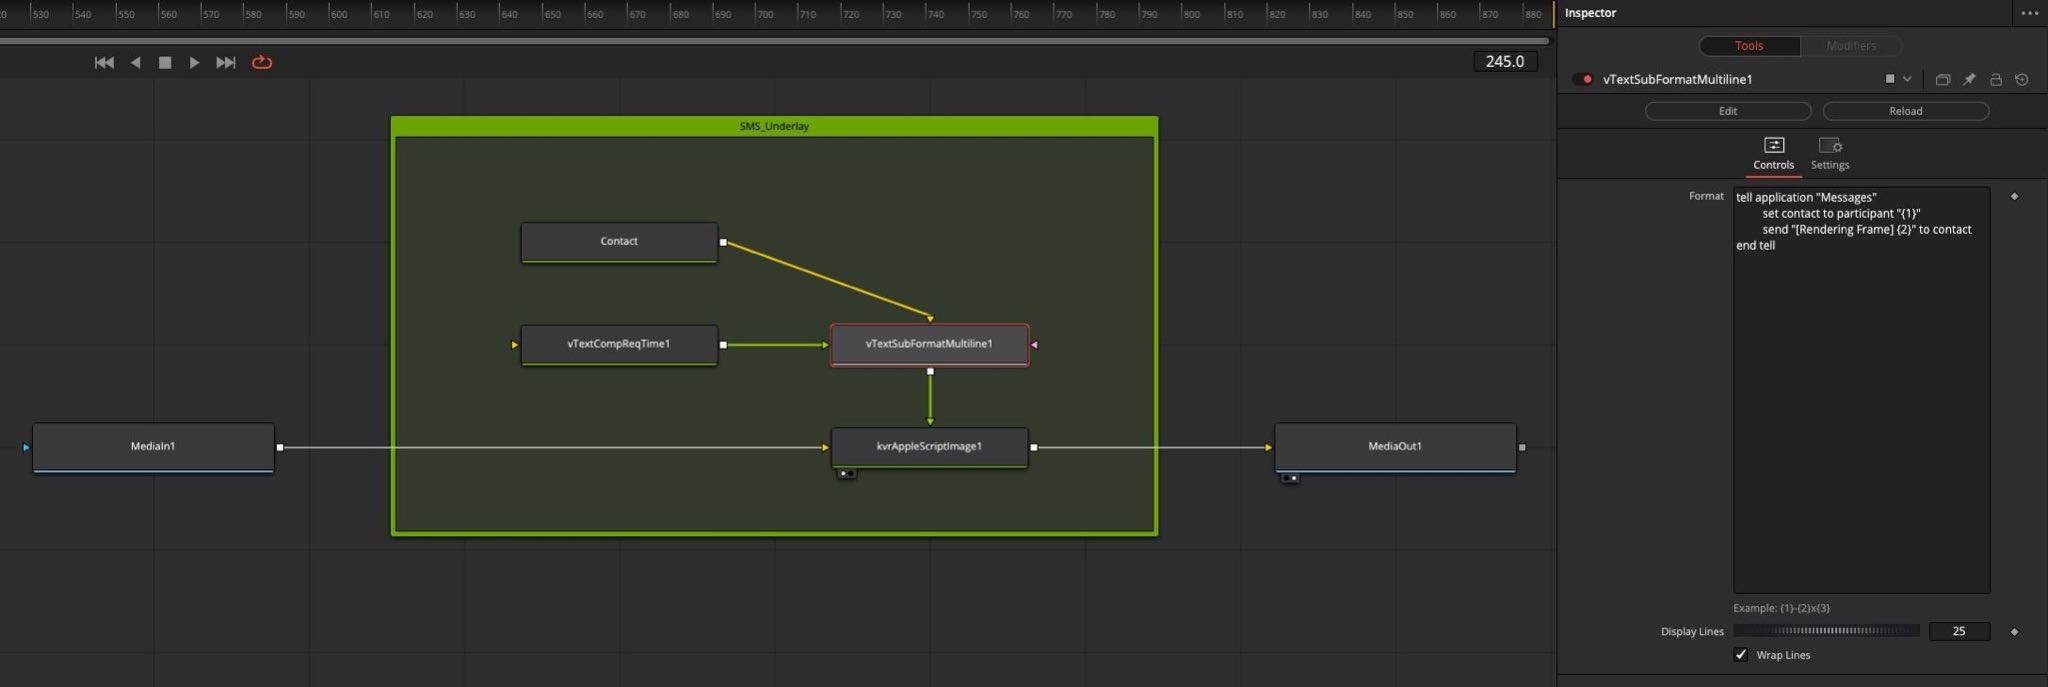 530 540 550 560 570 580 590 600 610 620 630 640 650 660 670 680 690 700 710 720 730 740 750 760 770 780 790 800 810 820 830 840 850 860 870 880
Inspector
Tools Modifiers
245.0
vTextSubFormatMultiline1
Edit Reload
SMS_Underlay
Controls Settings
Format
tell application "Messages"
set contact to participant "{1}"
send "[Rendering Frame] {2}" to contact
end tell
Contact
vTextCompReqTime1
vTextSubFormatMultiline1
MediaIn1
kvrAppleScriptImage1
MediaOut1
Example: {1}-{2}x{3}
Display Lines 25
Wrap Lines